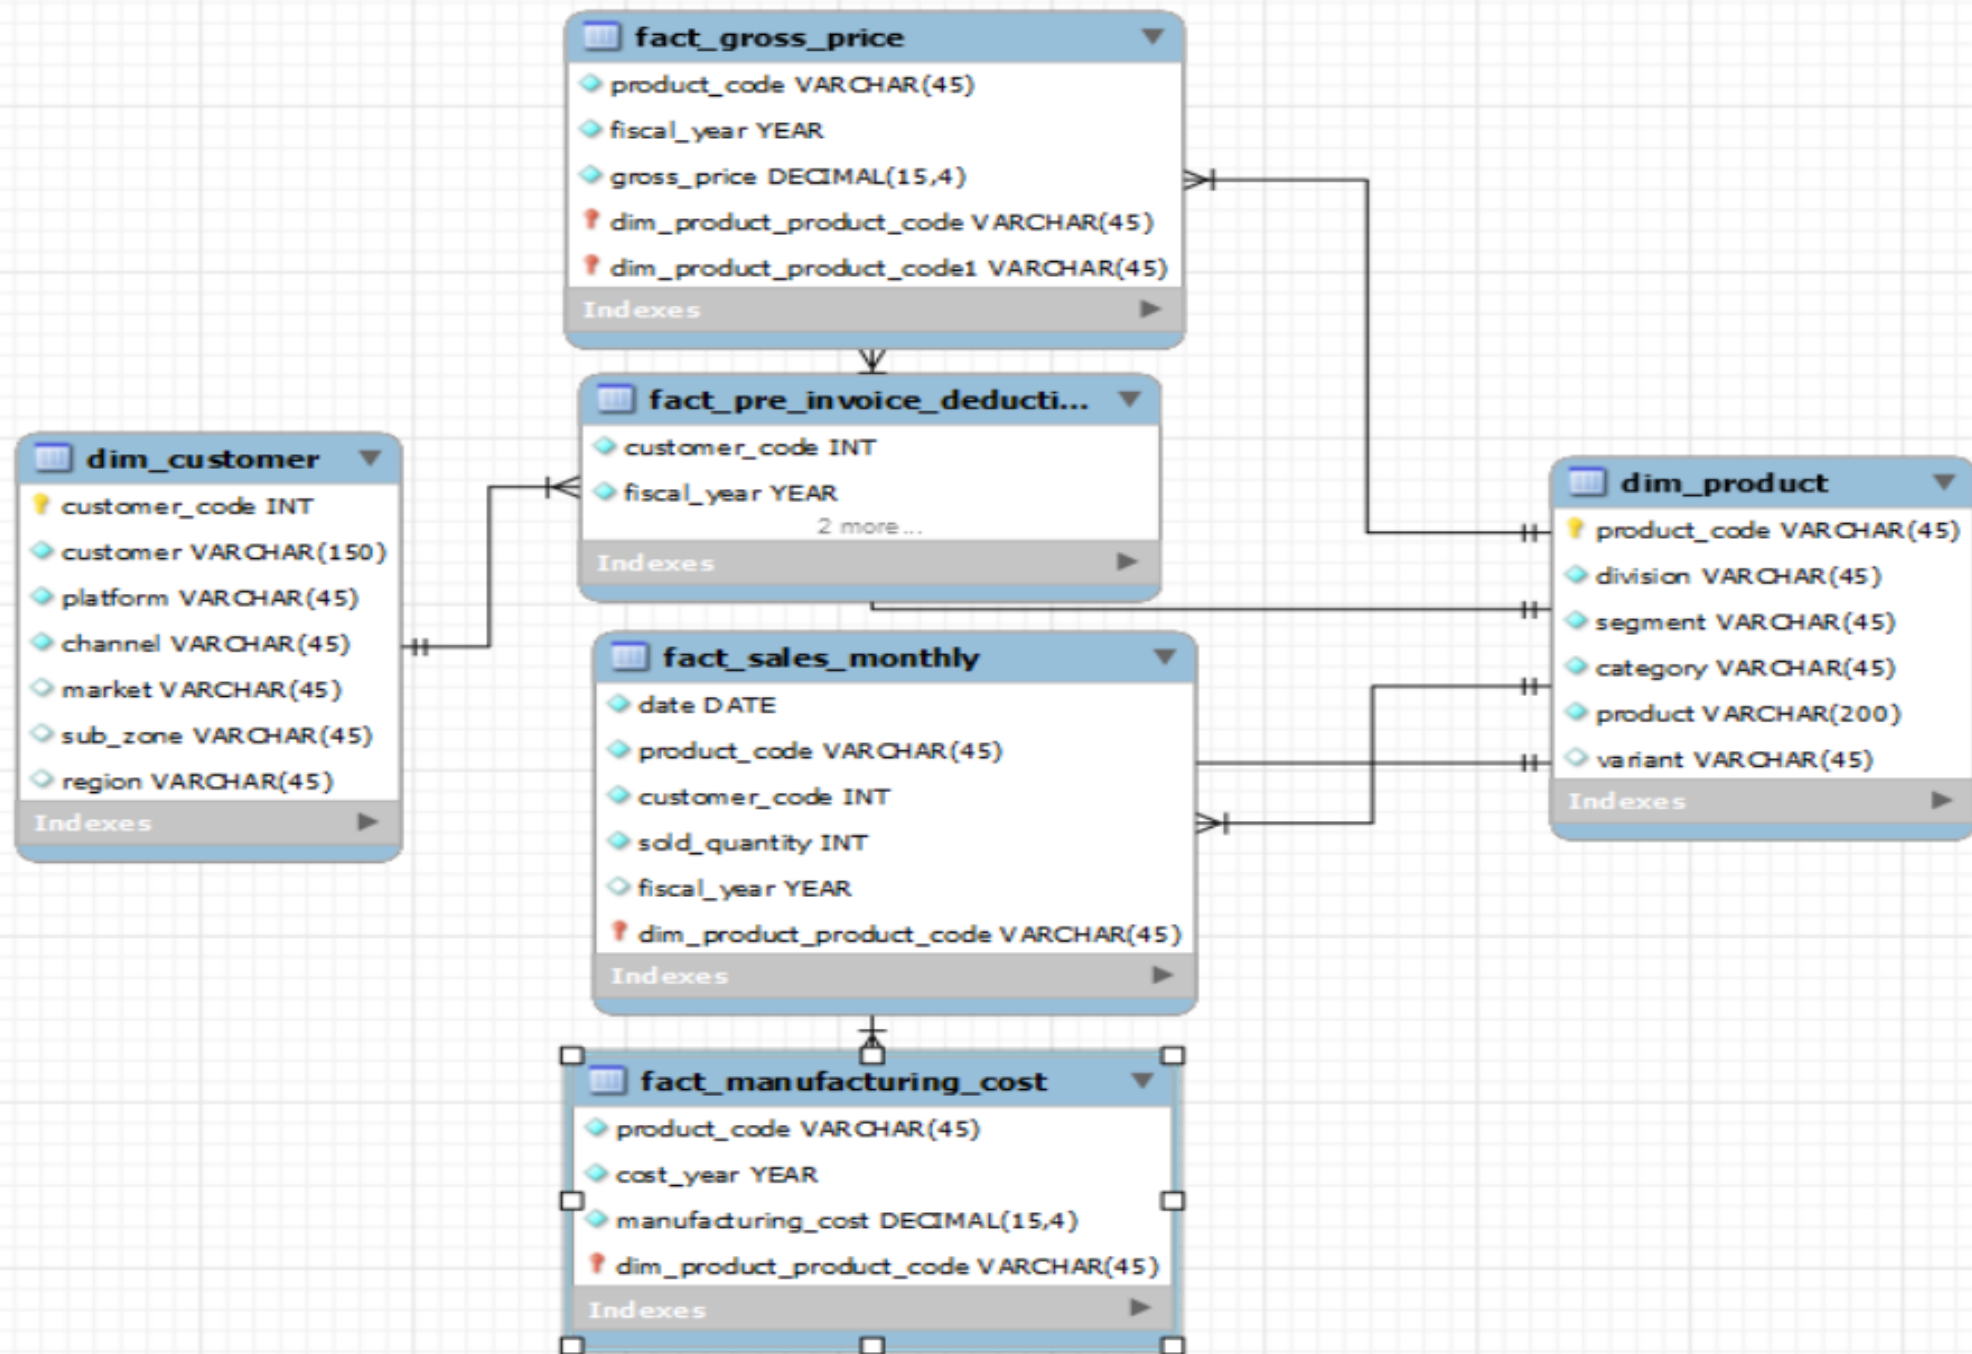 fact_gross_price
product_code VARCHAR(45)
fiscal_year YEAR
gross_price DECIMAL(15,4)
dim_product_product_code VARCHAR(45)
dim_product_product_code1 VARCHAR(45)
Indexes
fact_pre_invoice_deducti...
customer_code INT
fiscal_year YEAR
2 more...
Indexes
dim_customer
customer_code INT
customer VARCHAR(150)
platform VARCHAR(45)
channel VARCHAR(45)
market VARCHAR(45)
sub_zone VARCHAR(45)
region VARCHAR(45)
Indexes
dim_product
product_code VARCHAR(45)
division VARCHAR(45)
segment VARCHAR(45)
category VARCHAR(45)
product VARCHAR(200)
variant VARCHAR(45)
Indexes
fact_sales_monthly
date DATE
product_code VARCHAR(45)
customer_code INT
sold_quantity INT
fiscal_year YEAR
dim_product_product_code VARCHAR(45)
Indexes
fact_manufacturing_cost
product_code VARCHAR(45)
cost_year YEAR
manufacturing_cost DECIMAL(15,4)
dim_product_product_code VARCHAR(45)
Indexes